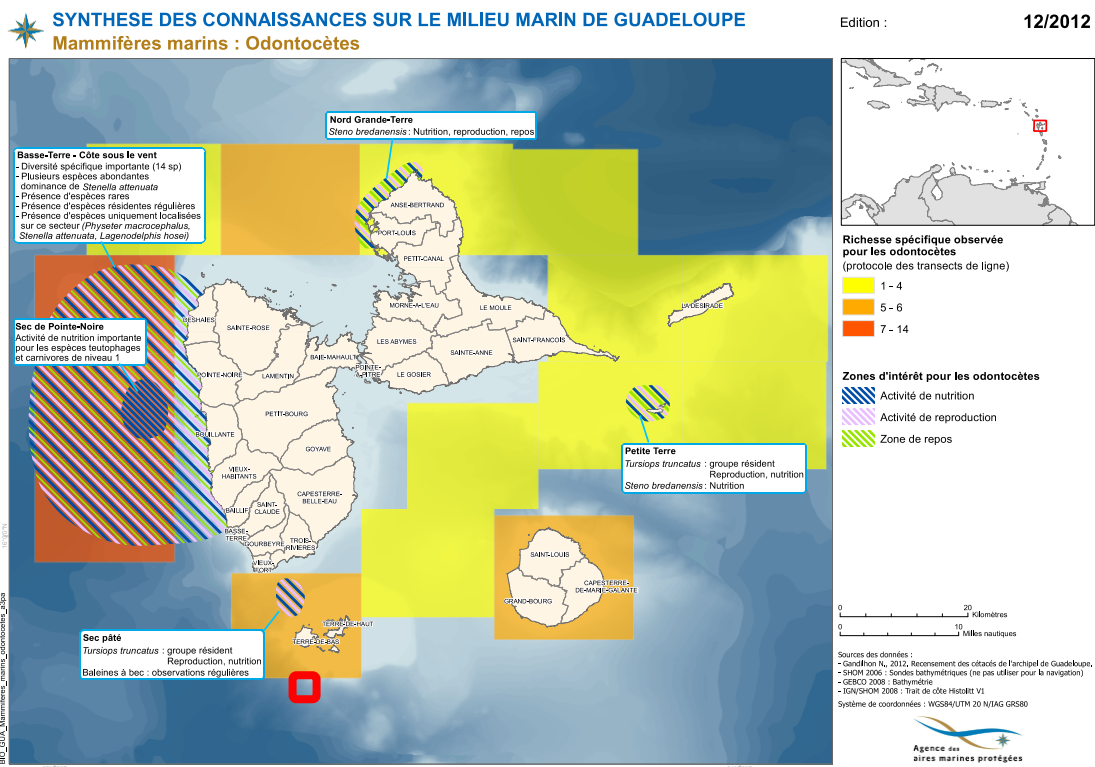 SYNTHESE DES CONNAISSANCES SUR LE MILIEU MARIN DE GUADELOUPE
Mammifères marins : Odontocètes
Edition :
12/2012
Nord Grande-Terre
Steno bredanensis : Nutrition, reproduction, repos
Basse-Terre - Côte sous le vent
- Diversité spécifique importante (14 sp)
- Plusieurs espèces abondantes
dominance de Stenella attenuata
- Présence d'espèces rares
- Présence d'espèces résidentes régulières
- Présence d'espèces uniquement localisées
sur ce secteur (Physeter macrocephalus,
Stenella attenuata, Lagenodelphis hosei)
Sec de Pointe-Noire
Activité de nutrition importante
pour les espèces teutophages
et carnivores de niveau 1
ANSE-BERTRAND
PORT-LOUIS
PETIT-CANAL
MORNE-A-L'EAU
LE MOULE
LA DESIRADE
DESHAIES
SAINTE-ROSE
LES ABYMES
SAINTE-ANNE
SAINT-FRANCOIS
BAIE-MAHAULT
POINTE-
A-PITRE
LE GOSIER
POINTE-NOIRE
LAMENTIN
PETIT-BOURG
BOUILLANTE
GOYAVE
VIEUX-
HABITANTS
CAPESTERRE-
BELLE-EAU
BAILLIF
SAINT-
CLAUDE
BASSE-
TERRE
GOURBEYRE
TROIS-
RIVIERES
VIEUX-
FORT
TERRE-DE-HAUT
TERRE-DE-BAS
SAINT-LOUIS
CAPESTERRE-
DE-MARIE-GALANTE
GRAND-BOURG
Petite Terre
Tursiops truncatus : groupe résident
Reproduction, nutrition
Steno bredanensis : Nutrition
Sec pâté
Tursiops truncatus : groupe résident
Reproduction, nutrition
Baleines à bec : observations régulières
Richesse spécifique observée
pour les odontocètes
(protocole des transects de ligne)
1 - 4
5 - 6
7 - 14
Zones d'intérêt pour les odontocètes
Activité de nutrition
Activité de reproduction
Zone de repos
0 20
Kilomètres
0 10
Milles nautiques
Sources des données :
- Gandilhon N., 2012, Recensement des cétacés de l'archipel de Guadeloupe,
- SHOM 2006 : Sondes bathymétriques (ne pas utiliser pour la navigation)
- GEBCO 2008 : Bathymétrie
- IGN/SHOM 2008 : Trait de côte Histolitt V1
Système de coordonnées : WGS84/UTM 20 N/IAG GRS80
Agence des
aires marines protégées
BIO_GUA_Mammiferes_marins_odontocetes_a3pa